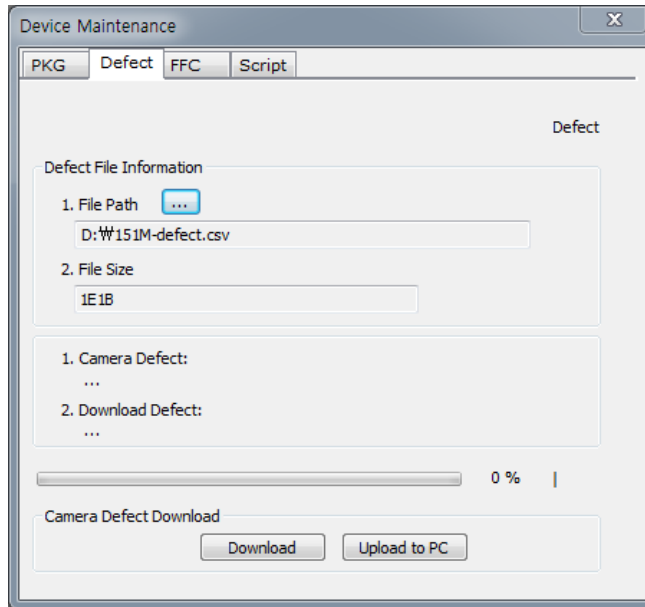 Device Maintenance
PKG Defect FFC Script
Defect
Defect File Information
1. File Path ...
D:₩151M-defect.csv
2. File Size
1E1B
1. Camera Defect:
...
2. Download Defect:
...
0 % |
Camera Defect Download
Download Upload to PC